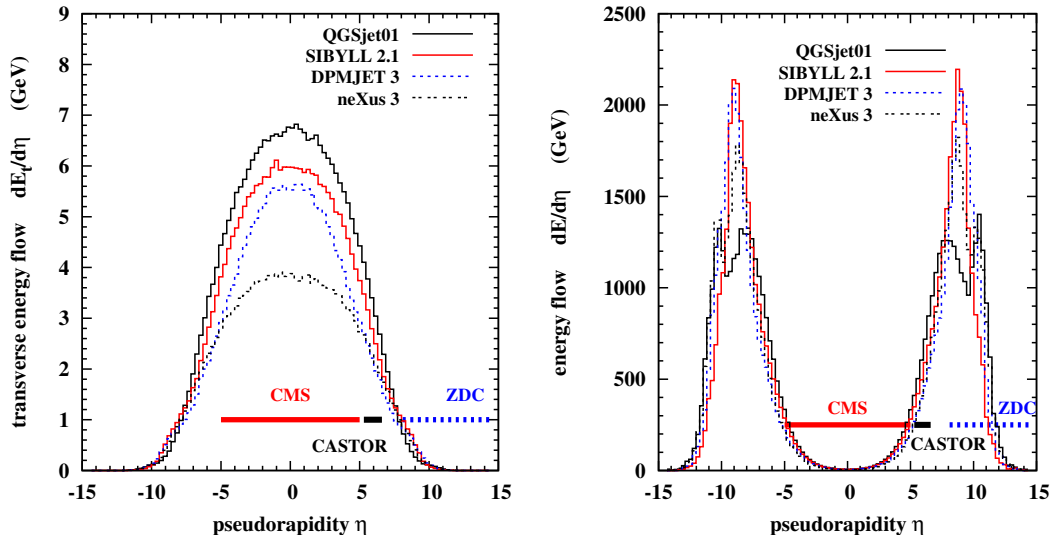 transverse energy flow dE_t/dη (GeV)
9
8
7
6
5
4
3
2
1
0
QGSjet01
SIBYLL 2.1
DPMJET 3
neXus 3
CMS
ZDC
CASTOR
-15 -10 -5 0 5 10 15
pseudorapidity η
energy flow dE/dη (GeV)
2500
2000
1500
1000
500
0
QGSjet01
SIBYLL 2.1
DPMJET 3
neXus 3
CMS
ZDC
CASTOR
-15 -10 -5 0 5 10 15
pseudorapidity η